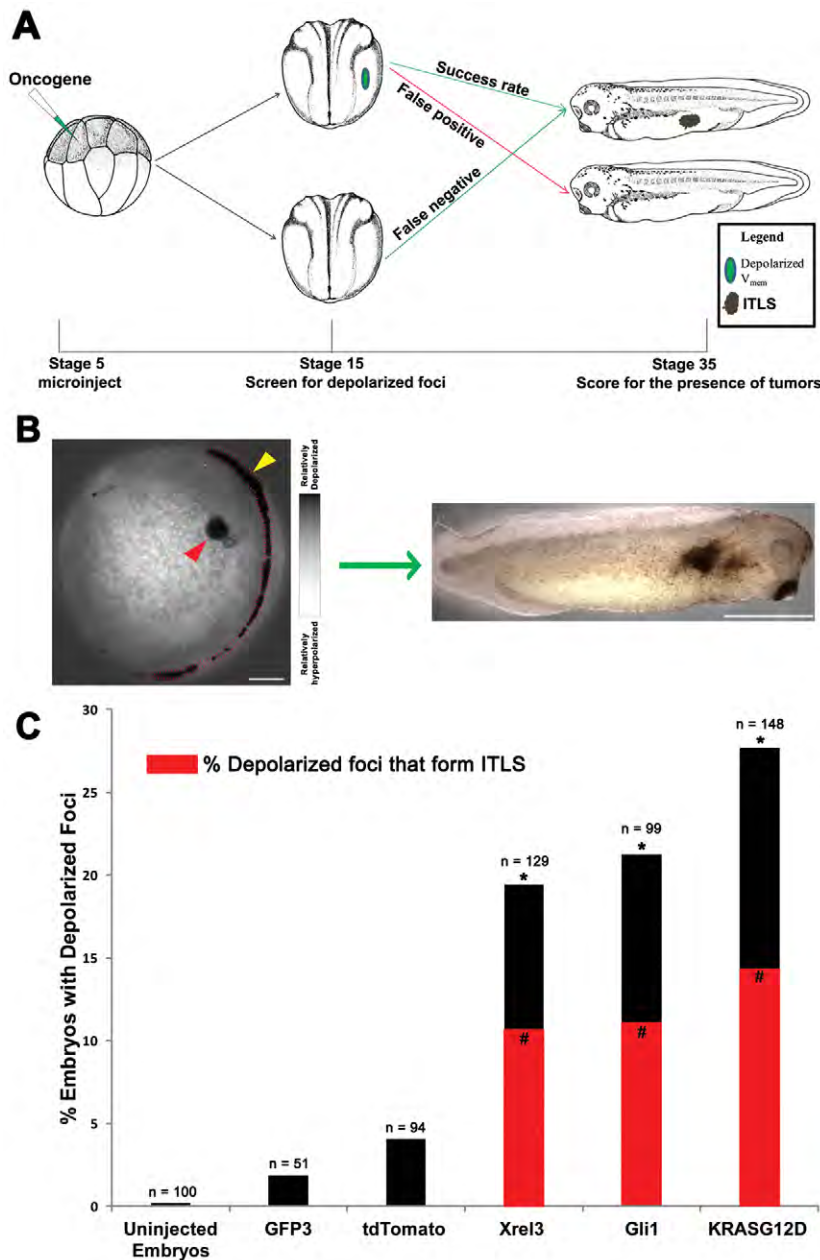 A
Oncogene
Success rate
False positive
False negative
Legend
Depolarized
Vmem
ITLS
Stage 5
microinject
Stage 15
Screen for depolarized foci
Stage 35
Score for the presence of tumors
B
Relatively
Depolarized
Relatively
hyperpolarized
C
% Embryos with Depolarized Foci
30
25
20
15
10
5
0
% Depolarized foci that form ITLS
n = 100
n = 51
n = 94
n = 129
*
#
n = 99
*
#
n = 148
*
#
Uninjected
Embryos
GFP3
tdTomato
Xrel3
Gli1
KRASG12D